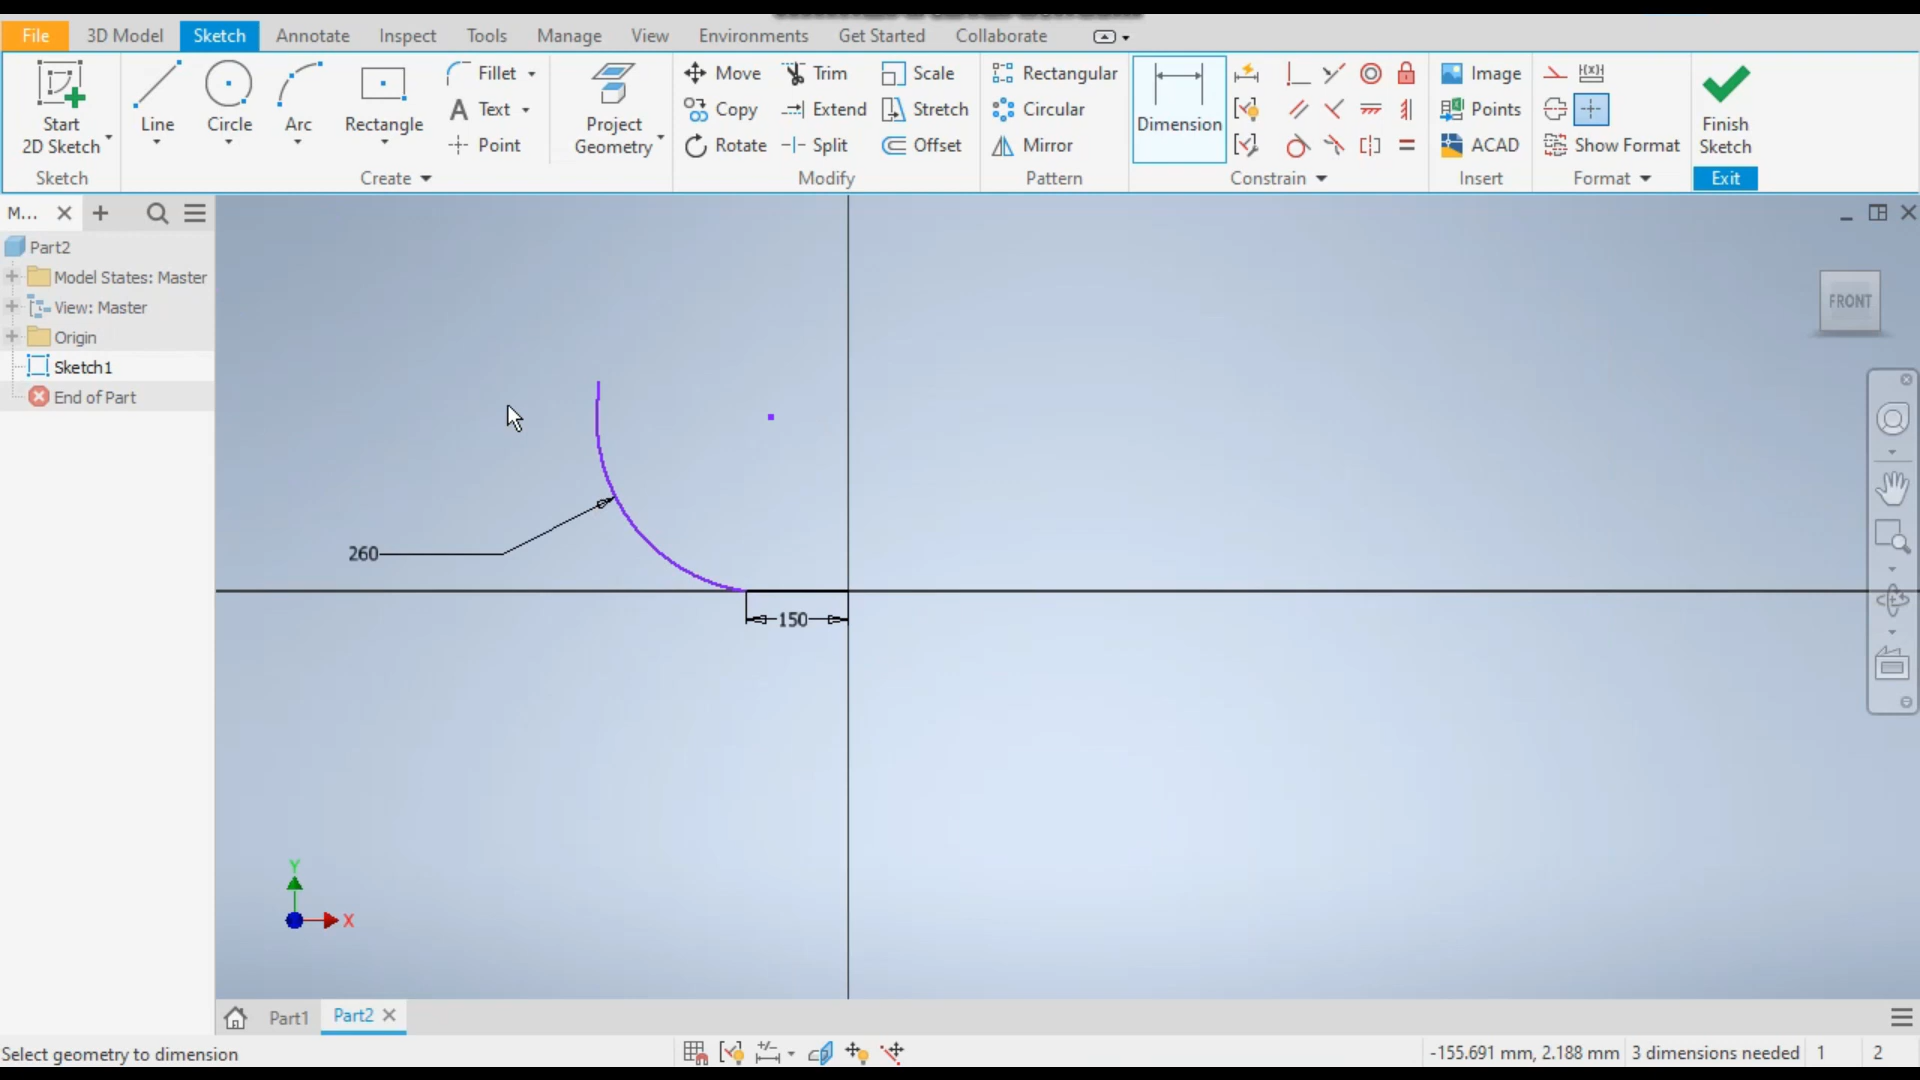 File 3D Model Sketch Annotate Inspect Tools Manage View Environments Get Started Collaborate
Start
2D Sketch
Line
Circle
Arc
Rectangle
Fillet
Text
Point
Project
Geometry
Move
Copy
Rotate
Trim
Extend
Split
Scale
Stretch
Offset
Rectangular
Circular
Mirror
Dimension
Image
Points
ACAD
Show Format
Finish
Sketch
Sketch Create Modify Pattern Constrain Insert Format Exit
M...
Part2
Model States: Master
View: Master
Origin
Sketch1
End of Part
FRONT
260
150
Y
X
Part1 Part2
Select geometry to dimension
-155.691 mm, 2.188 mm 3 dimensions needed 1 2